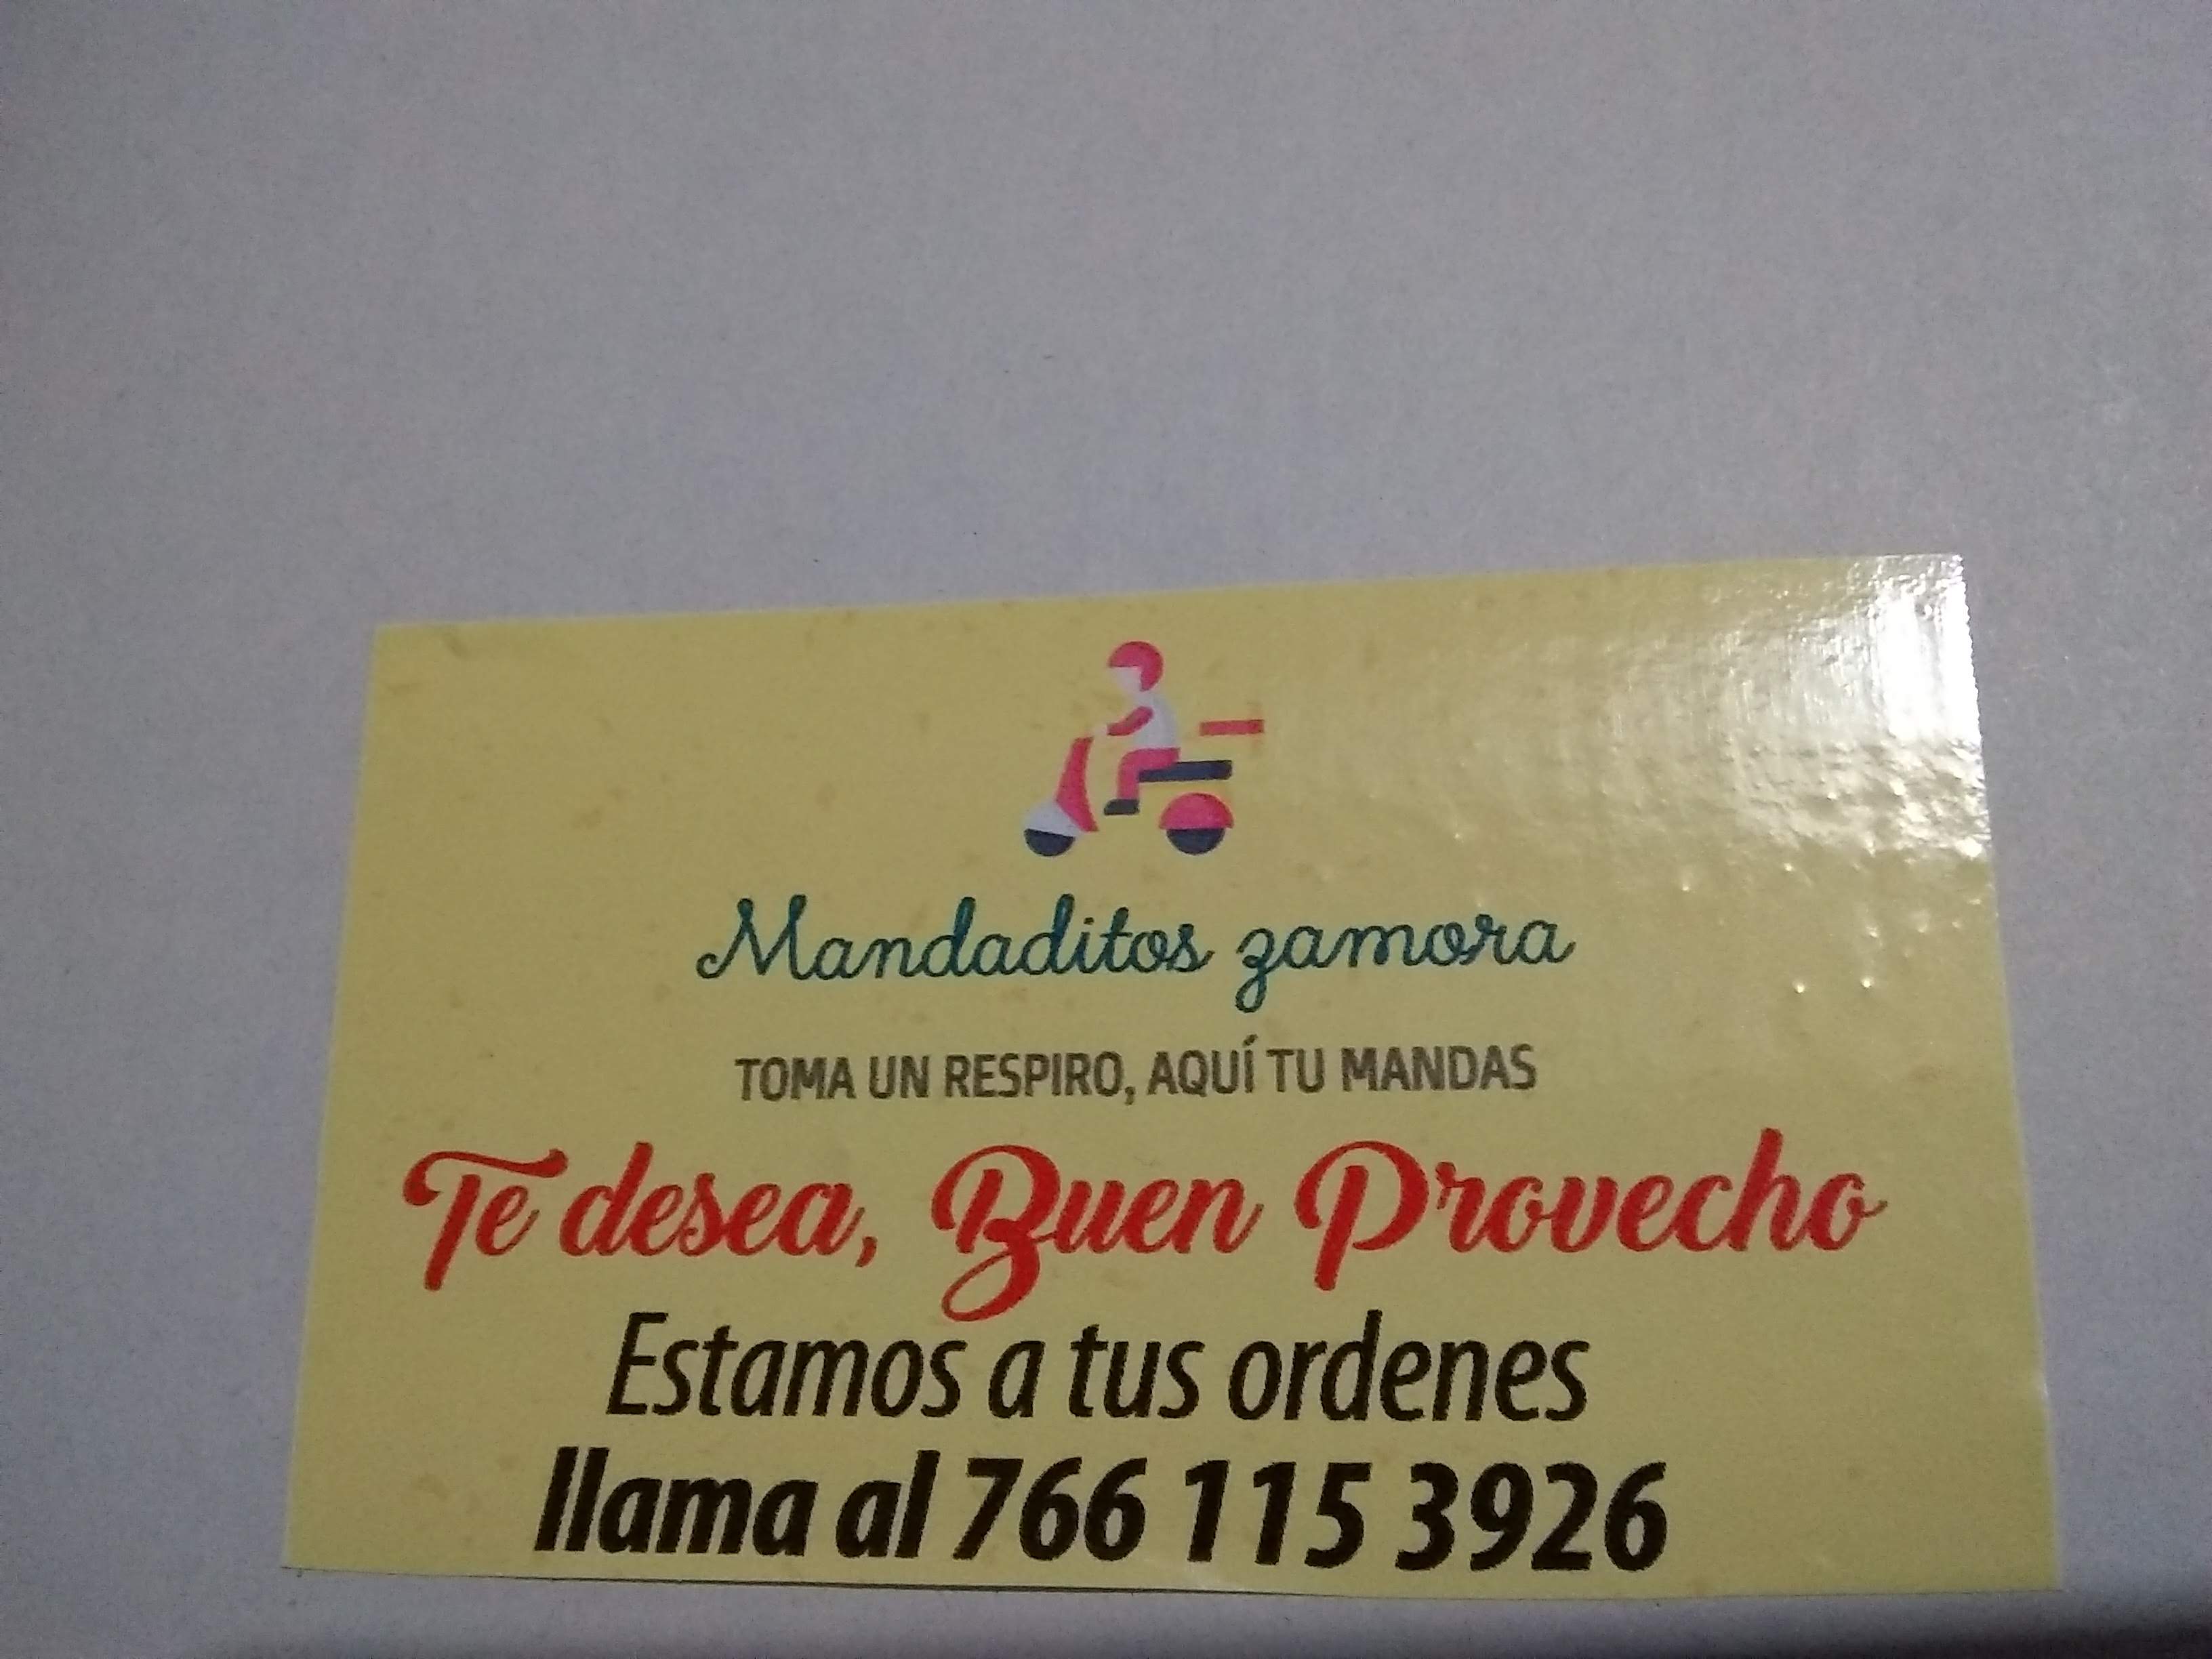 Mandaditos zamora
TOMA UN RESPIRO, AQUÍ TU MANDAS
Te desea, Buen Provecho
Estamos a tus ordenes
llama al 766 115 3926